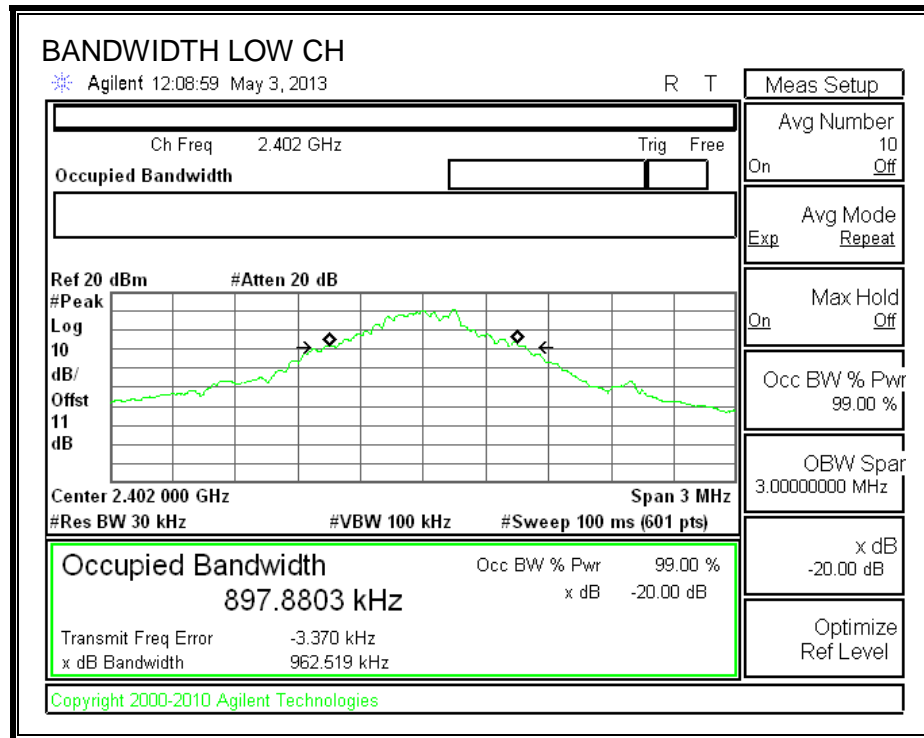 BANDWIDTH LOW CH
Agilent 12:08:59 May 3, 2013 R T
Meas Setup
Avg Number
10
On Off
Ch Freq 2.402 GHz Trig Free
Occupied Bandwidth
Avg Mode
Exp Repeat
Ref 20 dBm #Atten 20 dB
#Peak
Log
10
dB/
Offst
11
dB
Max Hold
On Off
Occ BW % Pwr
99.00 %
OBW Span
3.00000000 MHz
Center 2.402 000 GHz Span 3 MHz
#Res BW 30 kHz #VBW 100 kHz #Sweep 100 ms (601 pts)
x dB
-20.00 dB
Occupied Bandwidth Occ BW % Pwr 99.00 %
897.8803 kHz x dB -20.00 dB
Transmit Freq Error -3.370 kHz
x dB Bandwidth 962.519 kHz
Optimize
Ref Level
Copyright 2000-2010 Agilent Technologies